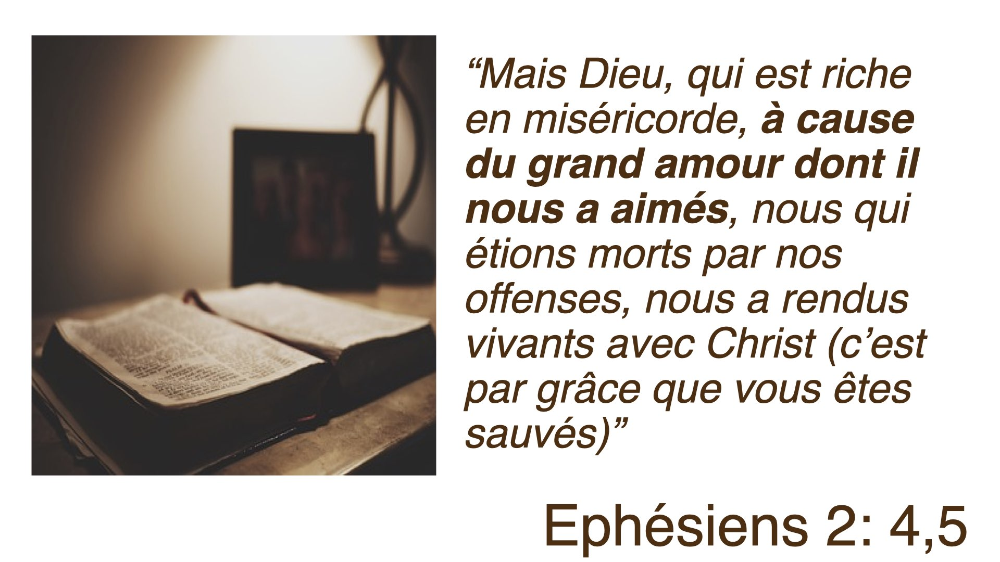 “Mais Dieu, qui est riche
en miséricorde, à cause
du grand amour dont il
nous a aimés, nous qui
étions morts par nos
offenses, nous a rendus
vivants avec Christ (c’est
par grâce que vous êtes
sauvés)”
Ephésiens 2: 4,5